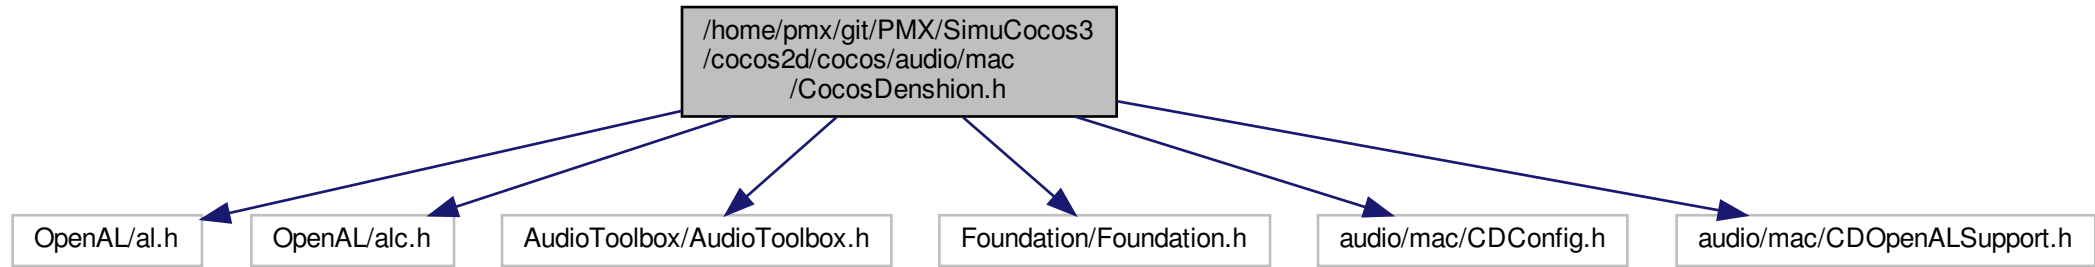 /home/pmx/git/PMX/SimuCocos3
/cocos2d/cocos/audio/mac
/CocosDenshion.h
OpenAL/al.h
OpenAL/alc.h
AudioToolbox/AudioToolbox.h
Foundation/Foundation.h
audio/mac/CDConfig.h
audio/mac/CDOpenALSupport.h